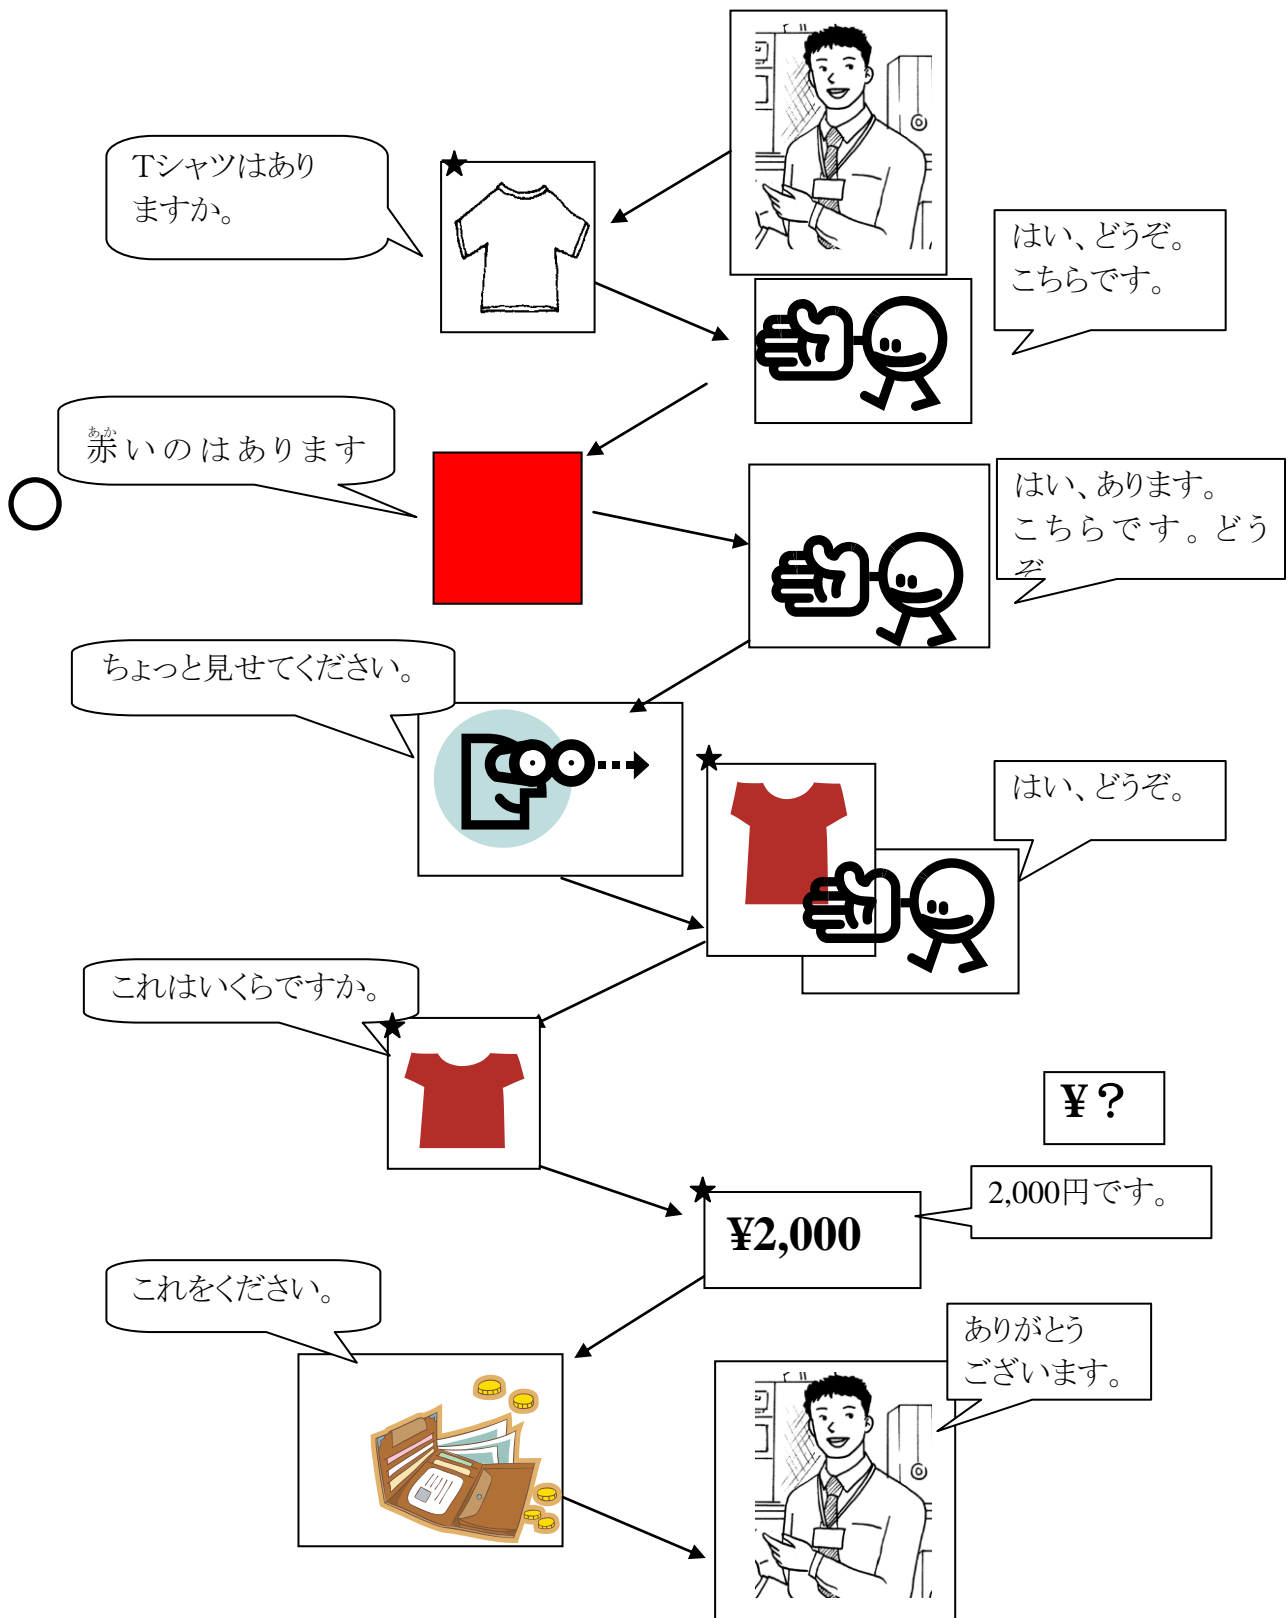 Tシャツはあり
ますか。
はい、どうぞ。
こちらです。
赤いのはあります
あか
はい、あります。
こちらです。どう
ぞ
ちょっと見せてください。
はい、どうぞ。
これはいくらですか。
¥？
2,000円です。
¥2,000
これをください。
ありがとう
ございます。